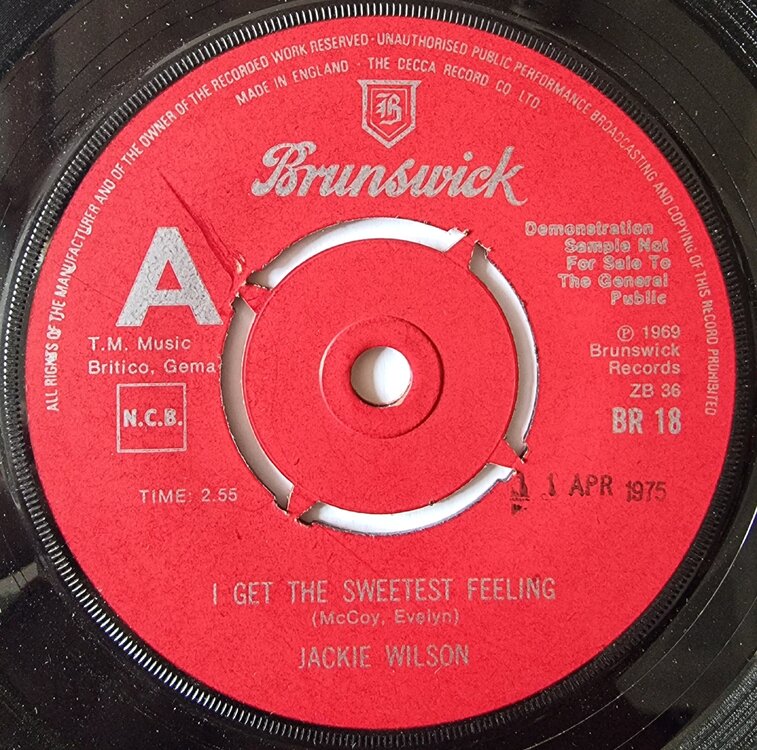 ALL RIGHTS OF THE MANUFACTURER AND OF THE OWNER OF THE RECORDED WORK RESERVED · UNAUTHORISED PUBLIC PERFORMANCE BROADCASTING AND COPYING OF THIS RECORD PROHIBITED
MADE IN ENGLAND · THE DECCA RECORD CO LTD.
B
Brunswick
A
T.M. Music
Britico, Gema
N.C.B.
TIME: 2.55
Demonstration
Sample Not
For Sale To
The General
Public
℗ 1969
Brunswick
Records
ZB 36
BR 18
APR 1975
I GET THE SWEETEST FEELING
(McCoy, Evelyn)
JACKIE WILSON